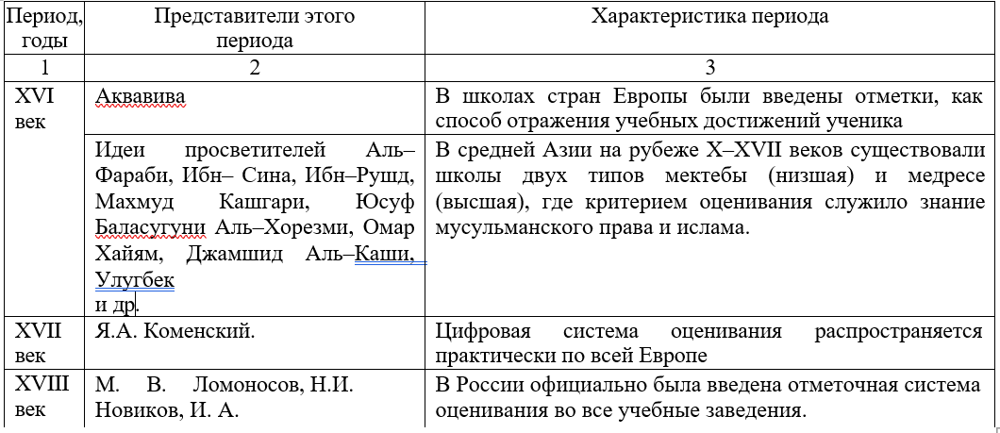 Период, годы
Представители этого периода
Характеристика периода
1
2
3
XVI век
Аквавива
В школах стран Европы были введены отметки, как
способ отражения учебных достижений ученика
Идеи просветителей Аль–
Фараби, Ибн– Сина, Ибн–Рушд,
Махмуд Кашгари, Юсуф
Баласугуни Аль–Хорезми, Омар
Хайям, Джамшид Аль–Каши,
Улугбек
и др.
В средней Азии на рубеже X–XVII веков существовали
школы двух типов мектебы (низшая) и медресе
(высшая), где критерием оценивания служило знание
мусульманского права и ислама.
XVII век
Я.А. Коменский.
Цифровая система оценивания распространяется
практически по всей Европе
XVIII век
М. В. Ломоносов, Н.И.
Новиков, И. А.
В России официально была введена отметочная система
оценивания во все учебные заведения.